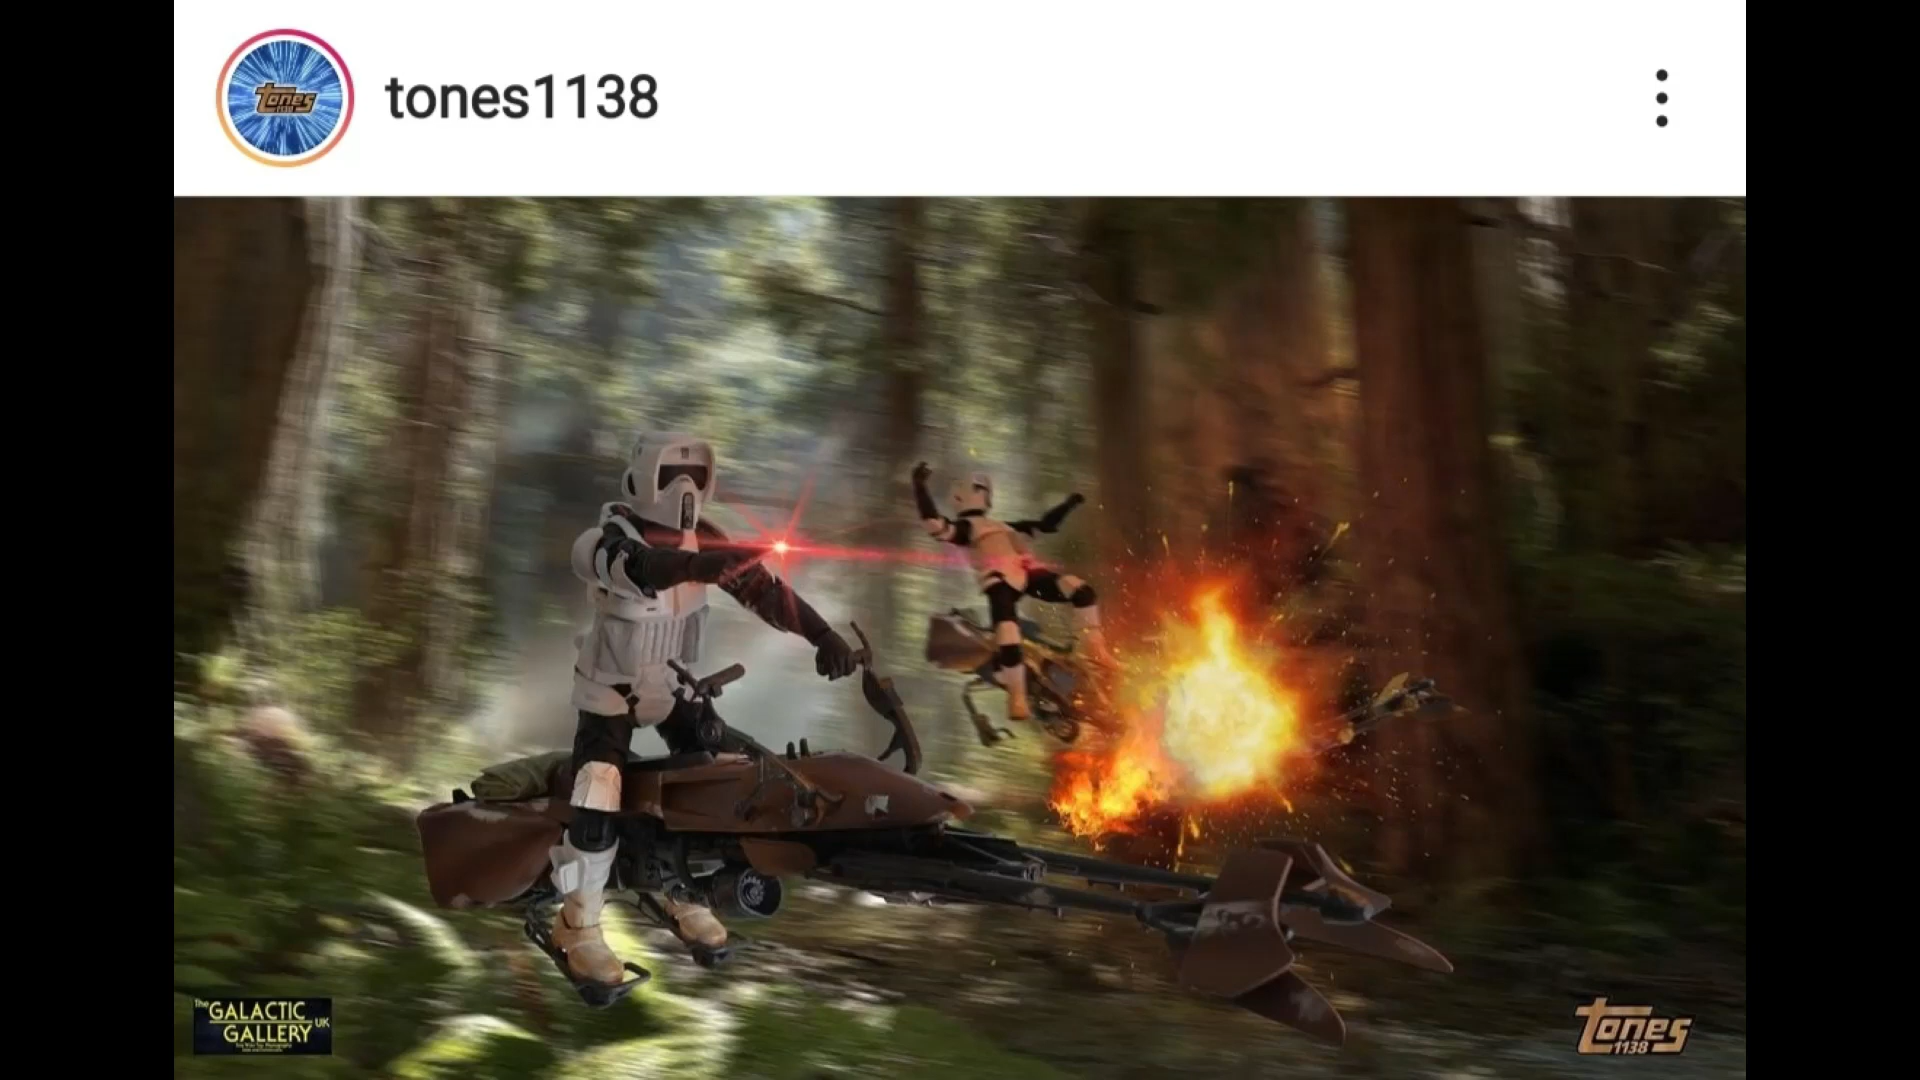 Tones
1138
tones1138
The
GALACTIC
GALLERY UK
Tones
1138